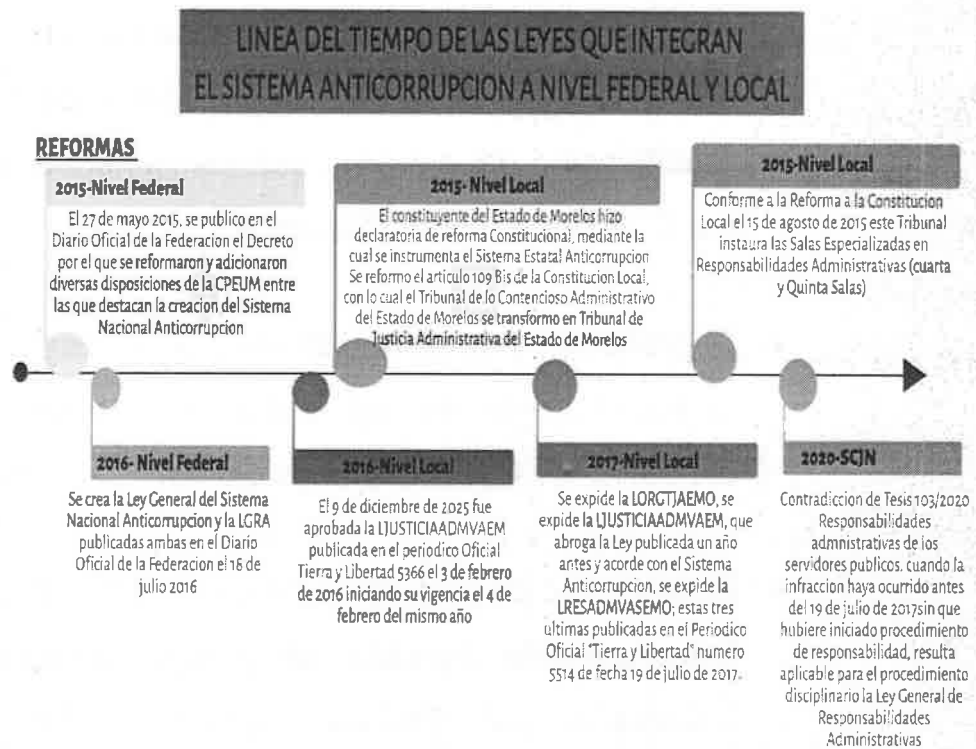 LINEA DEL TIEMPO DE LAS LEYES QUE INTEGRAN
EL SISTEMA ANTICORRUPCION A NIVEL FEDERAL Y LOCAL
REFORMAS
2015-Nivel Federal
El 27 de mayo 2015, se publico en el
Diario Oficial de la Federacion el Decreto
por el que se reformaron y adicionaron
diversas disposiciones de la CPEUM entre
las que destacan la creacion del Sistema
Nacional Anticorrupcion
2015- Nivel Local
El constituyente del Estado de Morelos hizo
declaratoria de reforma Constitucional, mediante la
cual se instrumenta el Sistema Estatal Anticorrupcion
Se reformo el articulo 109 Bis de la Constitucion Local,
con lo cual el Tribunal de lo Contencioso Administrativo
del Estado de Morelos se transformo en Tribunal de
Justicia Administrativa del Estado de Morelos
2015-Nivel Local
Conforme a la Reforma a la Constitucion
Local el 15 de agosto de 2015 este Tribunal
instaura las Salas Especializadas en
Responsabilidades Administrativas (cuarta
y Quinta Salas)
2016- Nivel Federal
Se crea la Ley General del Sistema
Nacional Anticorrupcion y la LGRA
publicadas ambas en el Diario
Oficial de la Federacion el 18 de
julio 2016
2016-Nivel Local
El 9 de diciembre de 2025 fue
aprobada la LJUSTICIAADMVAEM
publicada en el periodico Oficial
Tierra y Libertad 5366 el 3 de febrero
de 2016 iniciando su vigencia el 4 de
febrero del mismo año
2017-Nivel Local
Se expide la LORGTJAEMO, se
expide la LJUSTICIAADMVAEM, que
abroga la Ley publicada un año
antes y acorde con el Sistema
Anticorrupcion, se expide la
LRESADMVASEMO; estas tres
ultimas publicadas en el Periodico
Oficial "Tierra y Libertad" numero
5514 de fecha 19 de julio de 2017.
2020-SCJN
Contradiccion de Tesis 103/2020
Responsabilidades
admnistrativas de los
servidores publicos. cuando la
infraccion haya ocurrido antes
del 19 de julio de 2017sin que
hubiere iniciado procedimiento
de responsabilidad, resulta
aplicable para el procedimiento
disciplinario la Ley General de
Responsabilidades
Administrativas